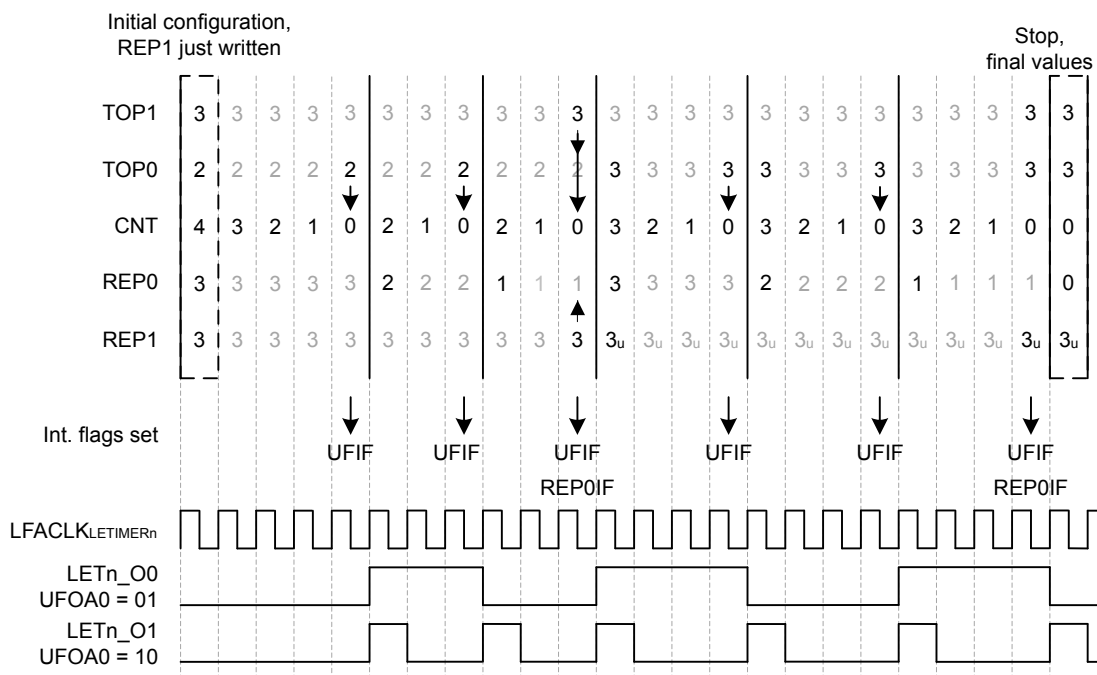 Initial configuration,
REP1 just written
Stop,
final values
TOP1 3 3 3 3 3 3 3 3 3 3 3 3 3 3 3 3 3 3 3 3 3 3 3 3
TOP0 2 2 2 2 2 2 2 2 2 2 2 3 3 3 3 3 3 3 3 3 3 3 3 3
CNT 4 3 2 1 0 2 1 0 2 1 0 3 2 1 0 3 2 1 0 3 2 1 0 0
REP0 3 3 3 3 3 2 2 2 1 1 1 3 3 3 3 2 2 2 2 1 1 1 1 0
REP1 3 3 3 3 3 3 3 3 3 3 3 3u 3u 3u 3u 3u 3u 3u 3u 3u 3u 3u 3u 3u
Int. flags set
UFIF UFIF UFIF UFIF UFIF UFIF
REP0IF REP0IF
LFACLKLETIMERn
LETn_O0
UFOA0 = 01
LETn_O1
UFOA0 = 10